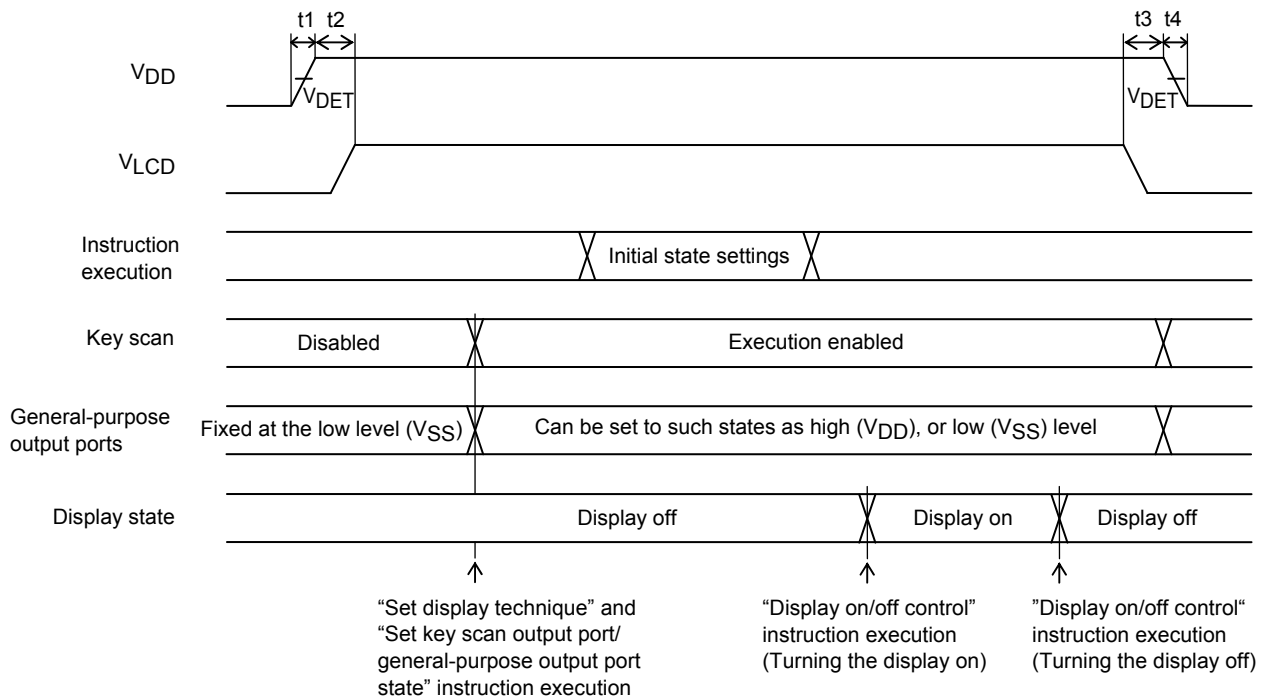 t1 t2 t3 t4
VDD
VDET VDET
VLCD
Instruction
execution
Initial state settings
Key scan
Disabled Execution enabled
General-purpose
output ports
Fixed at the low level (VSS) Can be set to such states as high (VDD), or low (VSS) level
Display state
Display off Display on Display off
“Set display technique” and
“Set key scan output port/
general-purpose output port
state” instruction execution
“Display on/off control”
instruction execution
(Turning the display on)
”Display on/off control“
instruction execution
(Turning the display off)